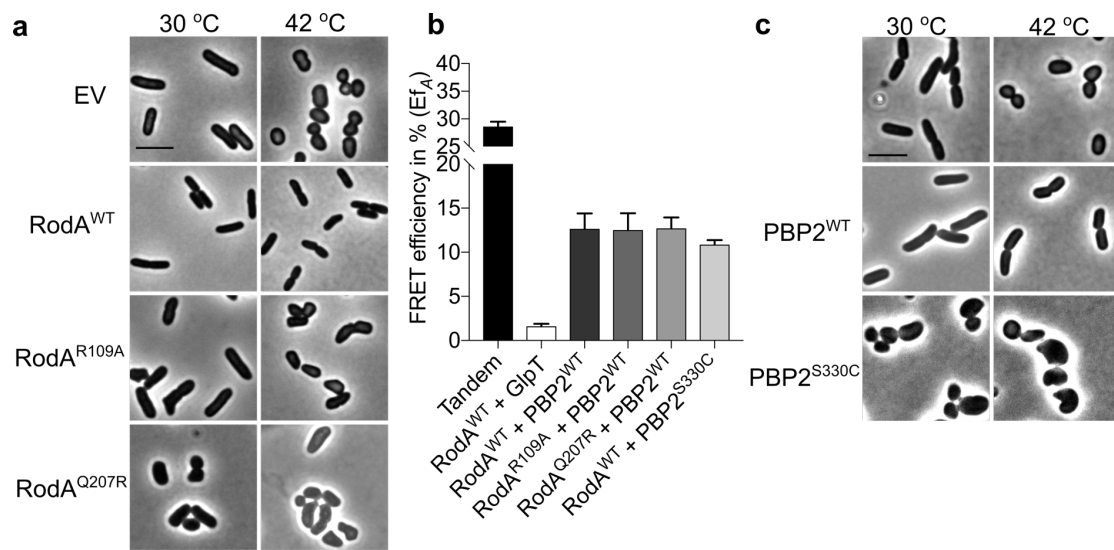 a
30 °C
42 °C
EV
RodA^WT
RodA^R109A
RodA^Q207R
b
FRET efficiency in % (Ef_A)
40
35
30
25
20
15
10
5
0
Tandem
RodA^WT + GlpT
RodA^WT + PBP2^WT
RodA^R109A + PBP2^WT
RodA^Q207R + PBP2^WT
RodA^WT + PBP2^S330C
c
30 °C
42 °C
PBP2^WT
PBP2^S330C